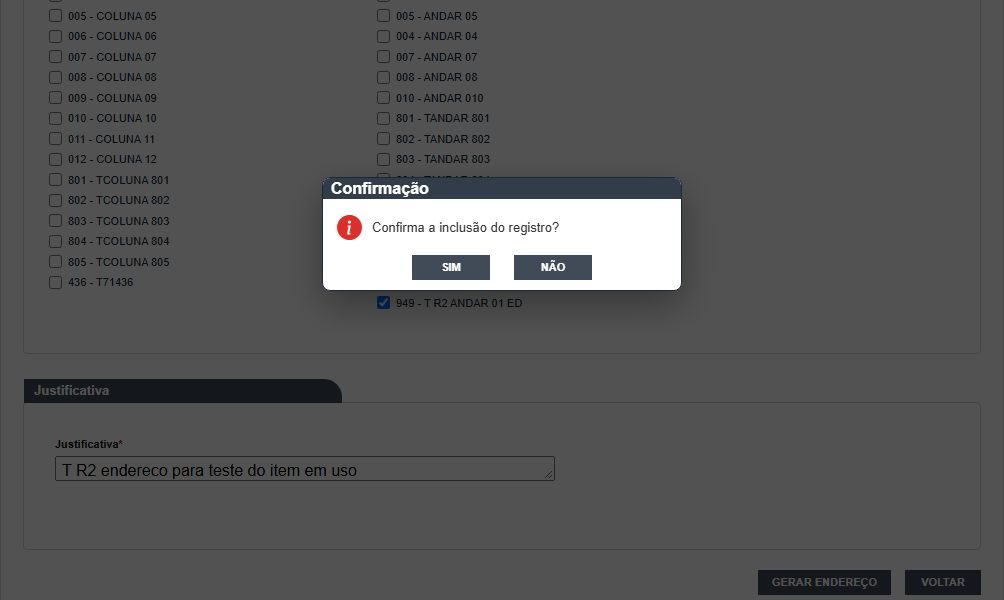 005 - COLUNA 05
006 - COLUNA 06
007 - COLUNA 07
008 - COLUNA 08
009 - COLUNA 09
010 - COLUNA 10
011 - COLUNA 11
012 - COLUNA 12
801 - TCOLUNA 801
802 - TCOLUNA 802
803 - TCOLUNA 803
804 - TCOLUNA 804
805 - TCOLUNA 805
436 - T71436
005 - ANDAR 05
004 - ANDAR 04
007 - ANDAR 07
008 - ANDAR 08
010 - ANDAR 010
801 - TANDAR 801
802 - TANDAR 802
803 - TANDAR 803
949 - T R2 ANDAR 01 ED
Confirmação
Confirma a inclusão do registro?
SIM
NÃO
Justificativa
Justificativa*
T R2 endereco para teste do item em uso
GERAR ENDEREÇO
VOLTAR